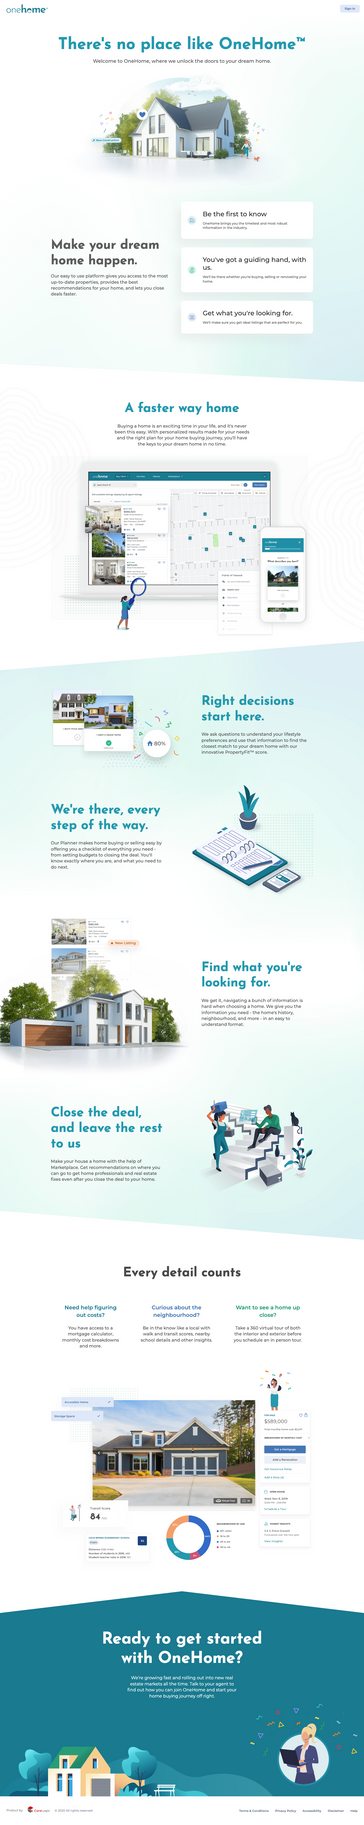 onehome
Sign In
There's no place like OneHome™
Welcome to OneHome, where we unlock the doors to your dream home.
New Construction
Make your dream
home happen.
Our easy to use platform gives you access to the most
up-to-date properties, provides the best
recommendations for your home, and lets you close
deals faster.
Be the first to know
OneHome brings you the timeliest and most robust
information in the industry.
You've got a guiding hand, with
us.
We'll be there whether you're buying, selling or renovating your
home.
Get what you're looking for.
We'll make sure you get deal listings that are perfect for you.
A faster way home
Buying a home is an exciting time in your life, and it's never
been this easy. With personalized results made for your needs
and the right plan for your home buying journey, you'll have
the keys to your dream home in no time.
80%
Right decisions
start here.
We ask questions to understand your lifestyle
preferences and use that information to find the
closest match to your dream home with our
innovative PropertyFit™ score.
We're there, every
step of the way.
Our Planner makes home buying or selling easy by
offering you a checklist of everything you need -
from setting budgets to closing the deal. You'll
know exactly where you are, and what you need to
do next.
New Listing
Find what you're
looking for.
We get it, navigating a bunch of information is
hard when choosing a home. We give you the
information you need - the home's history,
neighbourhood, and more - in an easy to
understand format.
Close the deal,
and leave the rest
to us
Make your house a home with the help of
Marketplace. Get recommendations on where you
can go to get home professionals and real estate
fixes even after you close the deal to your home.
Every detail counts
Need help figuring
out costs?
You have access to a
mortgage calculator,
monthly cost breakdowns
and more.
Curious about the
neighbourhood?
Be in the know like a local with
walk and transit scores, nearby
school details and other insights.
Want to see a home up
close?
Take a 360 virtual tour of both
the interior and exterior before
you schedule an in person tour.
Accessible Home
Storage Space
$589,000
Get a Mortgage
Add a Renovation
Transit Score
84
Ready to get started
with OneHome?
We're growing fast and rolling out into new real
estate markets all the time. Talk to your agent to
find out how you can join OneHome and start your
home buying journey off right.
Product by
CoreLogic
© 2020 All rights reserved
Terms & Conditions
Privacy Policy
Accessibility
Disclaimer
Help